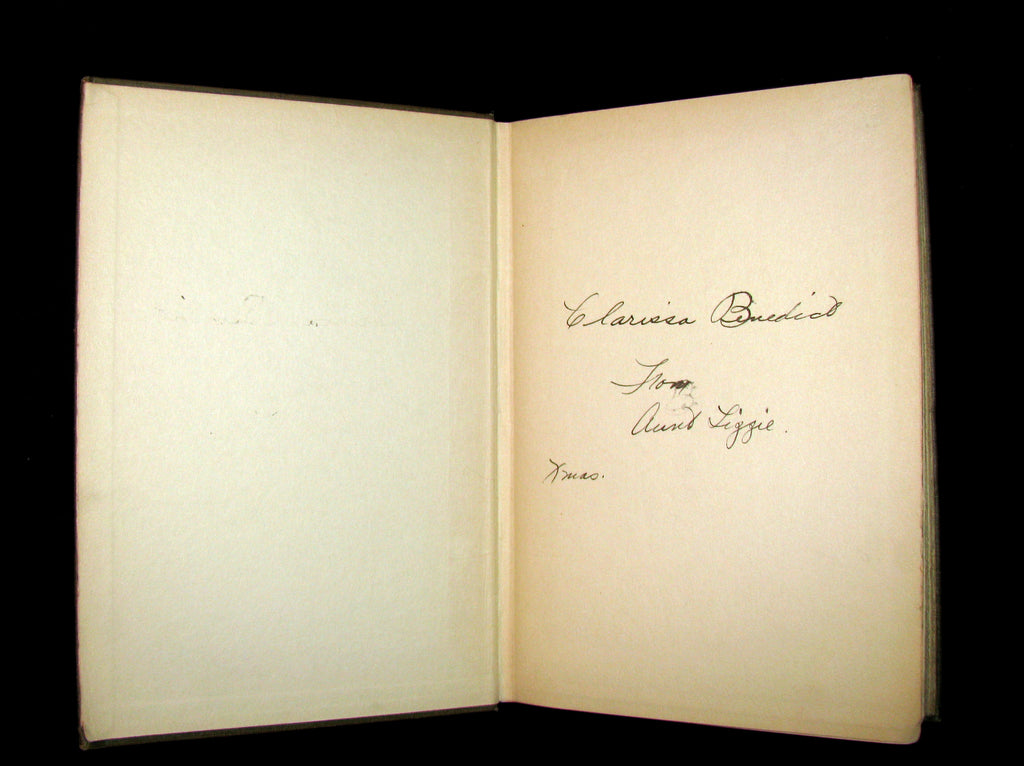 Clarissa Benedict
From
Aunt Lizzie.
Xmas.